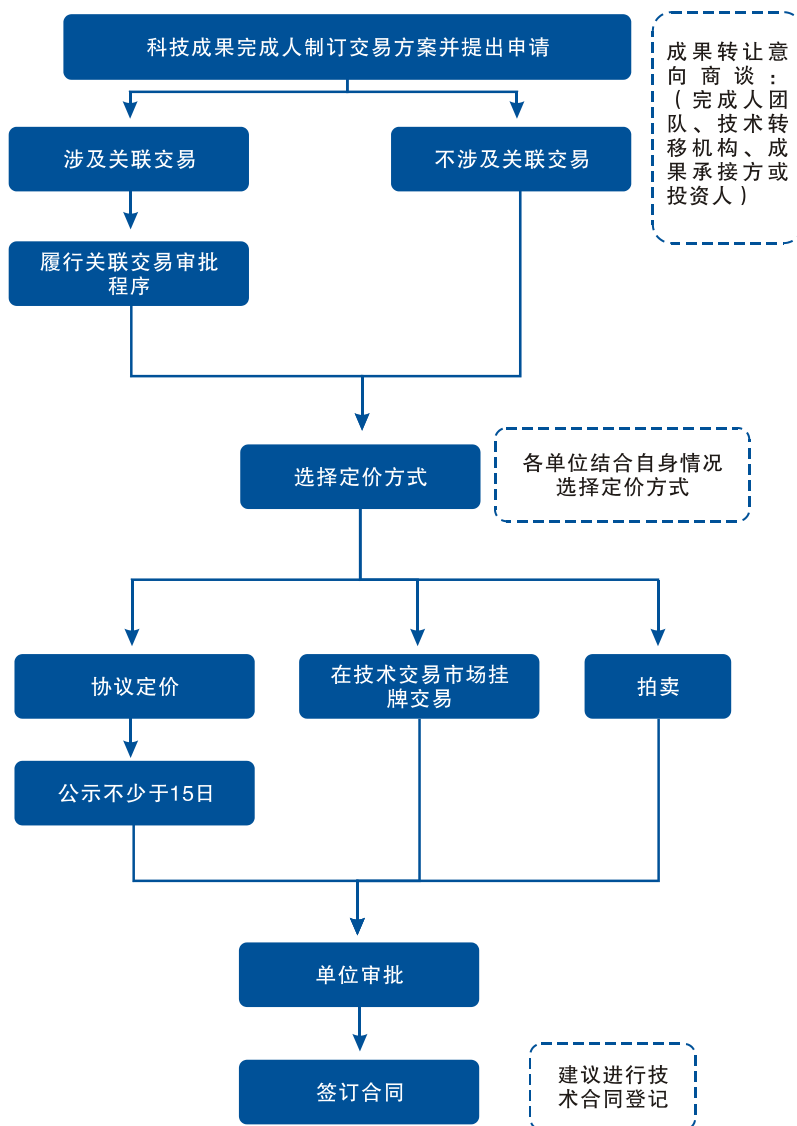 科技成果完成人制订交易方案并提出申请
成果转让意
向商谈：
（完成人团
队、技术转
移机构、成
果承接方或
投资人）
涉及关联交易
不涉及关联交易
履行关联交易审批
程序
选择定价方式
各单位结合自身情况
选择定价方式
协议定价
在技术交易市场挂
牌交易
拍卖
公示不少于15日
单位审批
签订合同
建议进行技
术合同登记